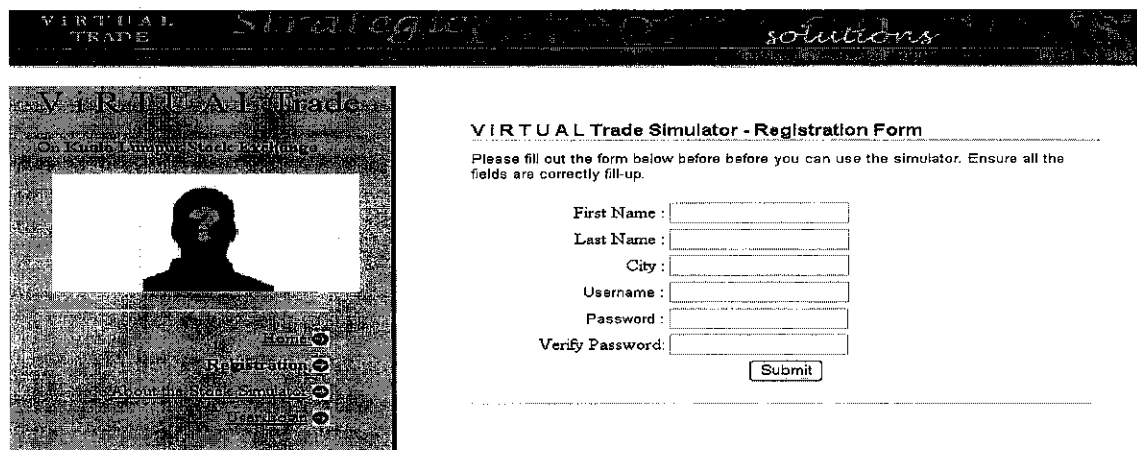 ViRTUAL
TRADE
Strategic
solutions
ViRTUAL Trade
On Kuala Lumpur Stock Exchange
?
Home
Registration
About the Stock Simulator
ViRTUAL Trade Simulator - Registration Form
Please fill out the form below before before you can use the simulator. Ensure all the
fields are correctly fill-up.
First Name :
Last Name :
City :
Username :
Password :
Verify Password:
Submit